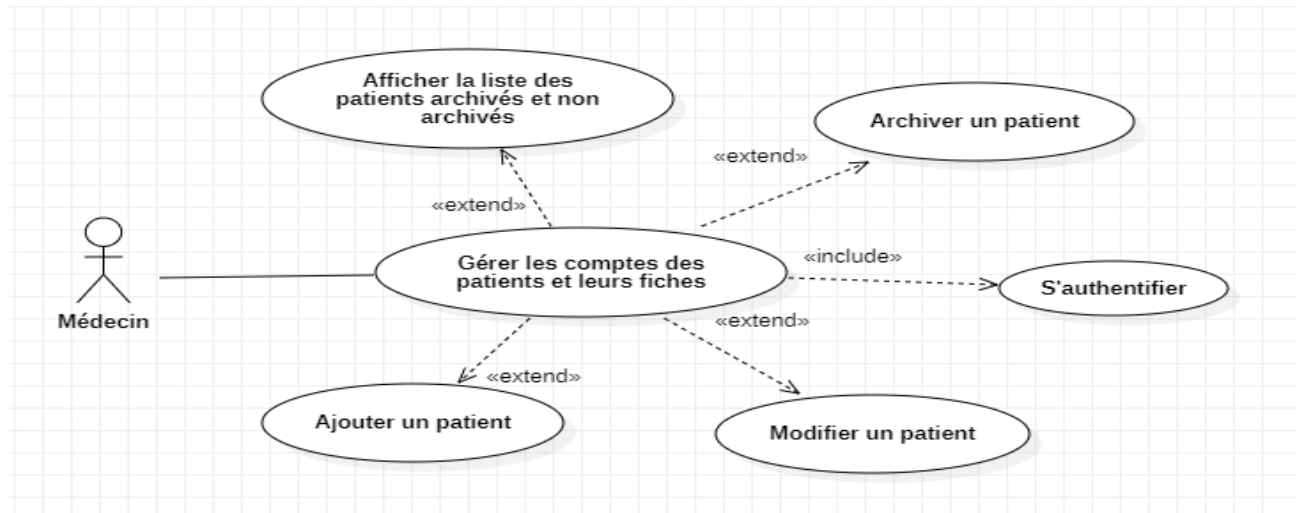 Afficher la liste des
patients archivés et non
archivés
Archiver un patient
«extend»
«extend»
Gérer les comptes des
patients et leurs fiches
«include»
S'authentifier
Médecin
«extend»
«extend»
Ajouter un patient
Modifier un patient